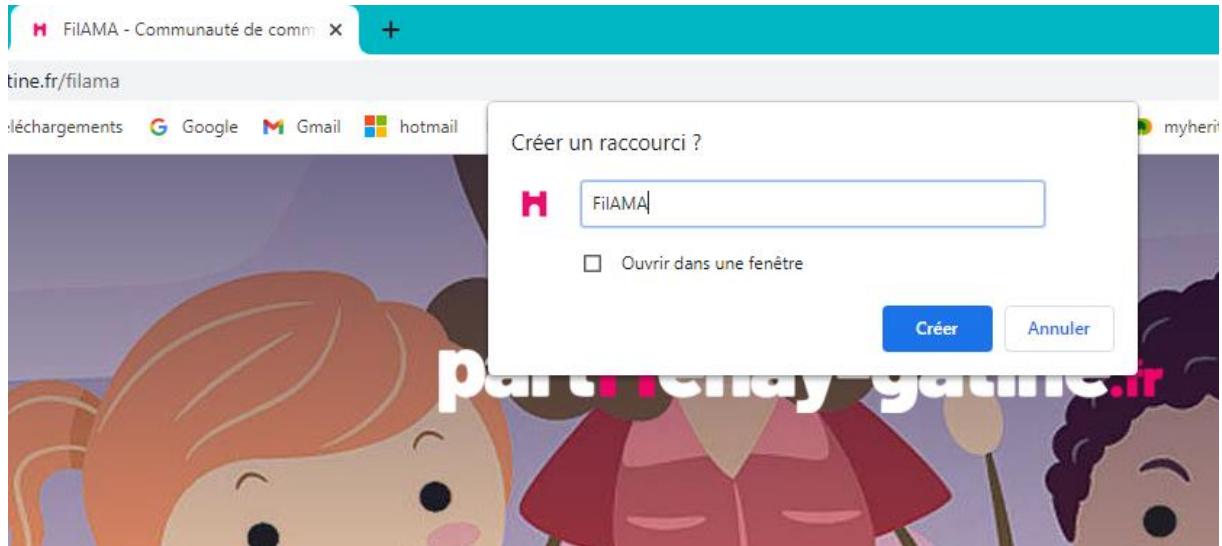 FilAMA - Communauté de comm
tine.fr/filama
éléchargements Google Gmail hotmail myherit
Créer un raccourci ?
FilAMA
Ouvrir dans une fenêtre
Créer Annuler
parthenay-gatine.fr